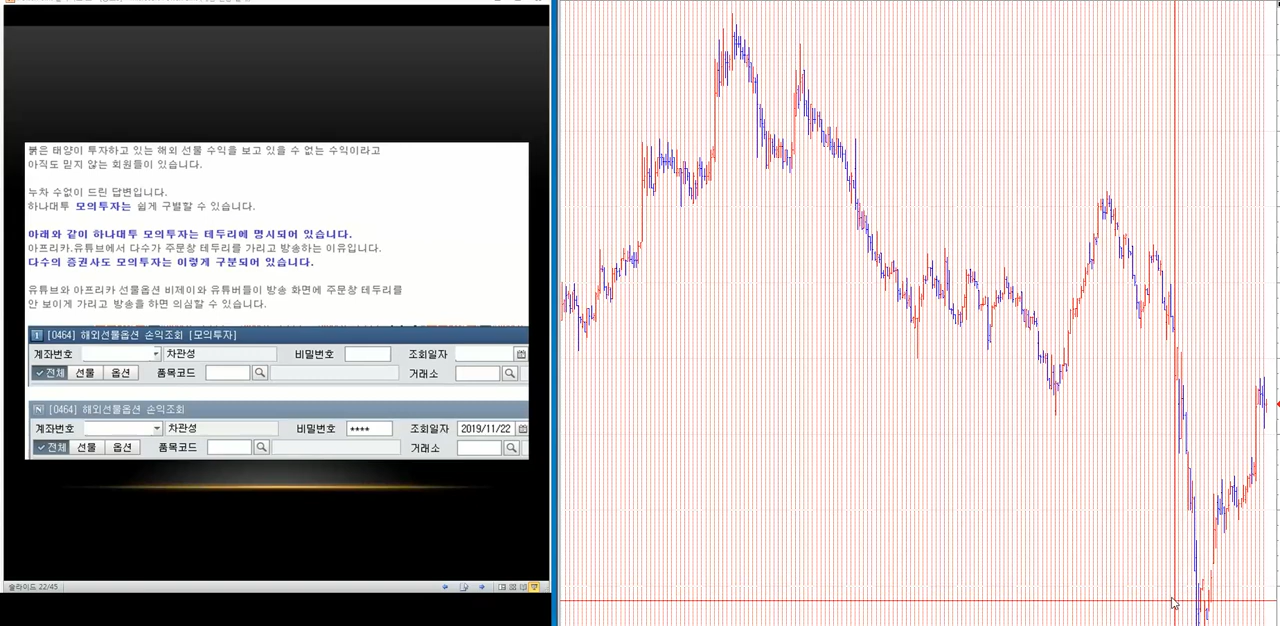 붉은 태양이 투자하고 있는 해외 선물 수익을 보고 있을 수 없는 수익이라고
아직도 믿지 않는 회원들이 있습니다.
누차 수없이 드린 답변입니다.
하나대투 모의투자는 쉽게 구별할 수 있습니다.
아래와 같이 하나대투 모의투자는 테두리에 명시되어 있습니다.
아프리카.유튜브에서 다수가 주문창 테두리를 가리고 방송하는 이유입니다.
다수의 증권사도 모의투자는 이렇게 구분되어 있습니다.
유튜브와 아프리카 선물옵션 비제이와 유튜버들이 방송 화면에 주문창 테두리를
안 보이게 가리고 방송을 하면 의심할 수 있습니다.
[0464] 해외선물옵션 손익조회 [모의투자]
계좌번호 차관성 비밀번호 조회일자
전체 선물 옵션 품목코드 거래소
N [0464] 해외선물옵션 손익조회
계좌번호 차관성 비밀번호 **** 조회일자 2019/11/22
전체 선물 옵션 품목코드 거래소
슬라이드 22/45